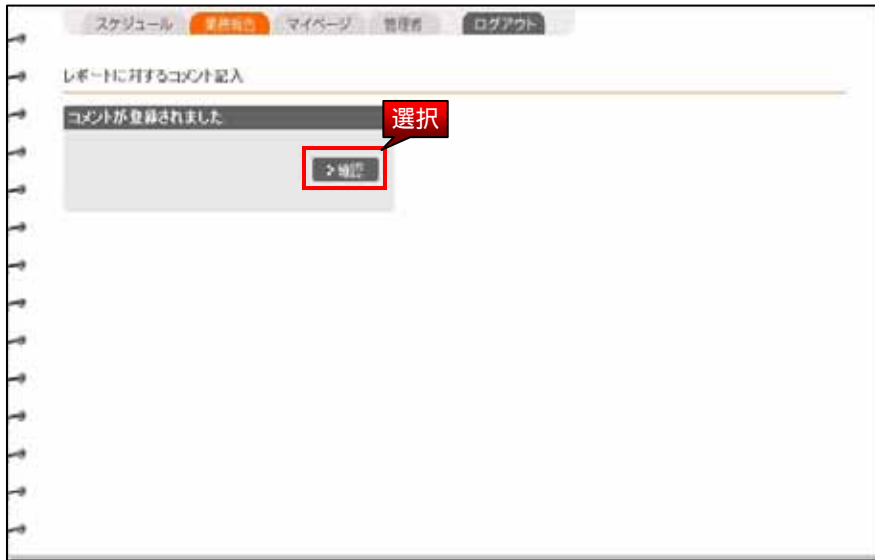 スケジュール 業務報告 マイページ 管理者 ログアウト
レポートに対するコメント記入
コメントが登録されました
選択
>確認